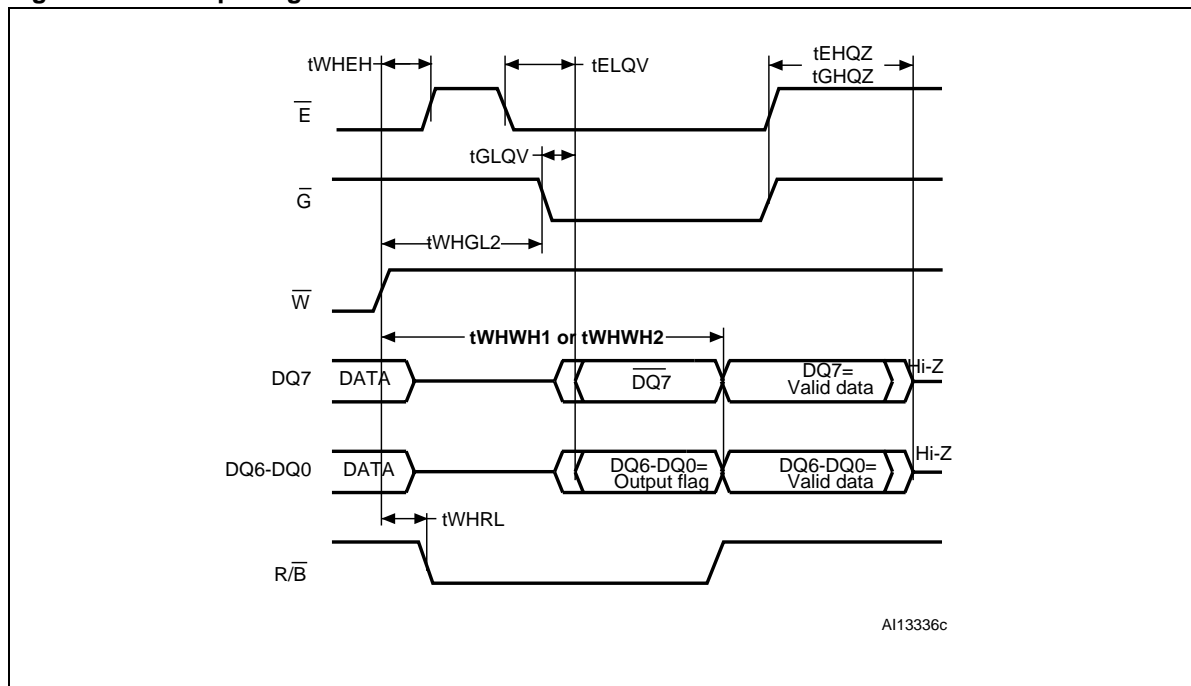 tWHEH
tELQV
tEHQZ
tGHQZ
E̅
tGLQV
G̅
tWHGL2
W̅
tWHWH1 or tWHWH2
DQ7
DATA
D̅Q̅7̅
DQ7=
Valid data
Hi-Z
DQ6-DQ0
DATA
DQ6-DQ0=
Output flag
DQ6-DQ0=
Valid data
Hi-Z
tWHRL
R/B̅
AI13336c